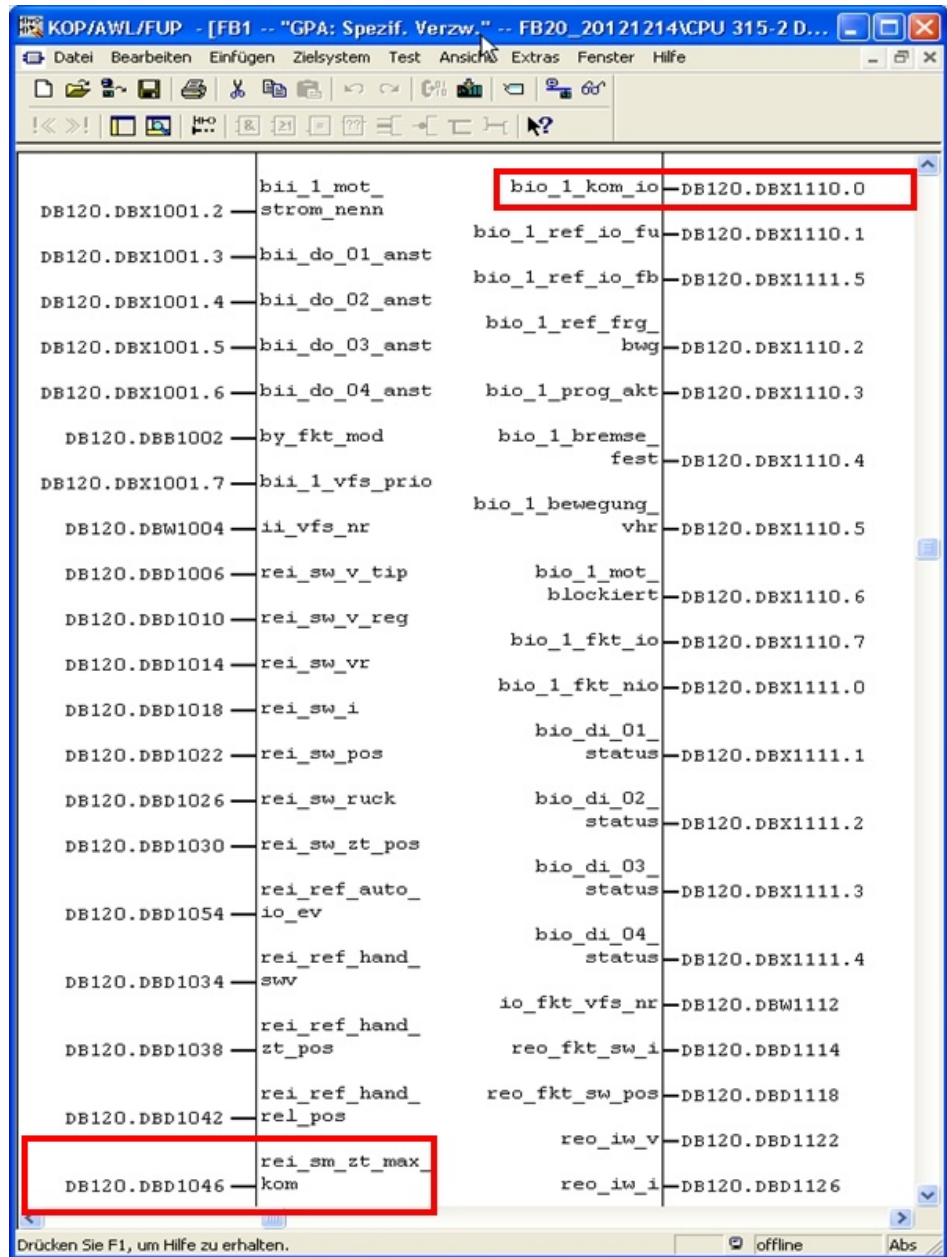 KOP/AWL/FUP - [FB1 -- "GPA: Spezif. Verzw." -- FB20_20121214\CPU 315-2 D...
Datei Bearbeiten Einfügen Zielsystem Test Ansicht Extras Fenster Hilfe
bii_1_mot_
DB120.DBX1001.2 strom_nenn
DB120.DBX1001.3 bii_do_01_anst
DB120.DBX1001.4 bii_do_02_anst
DB120.DBX1001.5 bii_do_03_anst
DB120.DBX1001.6 bii_do_04_anst
DB120.DBB1002 by_fkt_mod
DB120.DBX1001.7 bii_1_vfs_prio
DB120.DBW1004 ii_vfs_nr
DB120.DBD1006 rei_sw_v_tip
DB120.DBD1010 rei_sw_v_reg
DB120.DBD1014 rei_sw_vr
DB120.DBD1018 rei_sw_i
DB120.DBD1022 rei_sw_pos
DB120.DBD1026 rei_sw_ruck
DB120.DBD1030 rei_sw_zt_pos
rei_ref_auto_
DB120.DBD1054 io_ev
rei_ref_hand_
DB120.DBD1034 swv
rei_ref_hand_
DB120.DBD1038 zt_pos
rei_ref_hand_
DB120.DBD1042 rel_pos
rei_sm_zt_max_
DB120.DBD1046 kom
bio_1_kom_io DB120.DBX1110.0
bio_1_ref_io_fu DB120.DBX1110.1
bio_1_ref_io_fb DB120.DBX1111.5
bio_1_ref_frg_
bwg DB120.DBX1110.2
bio_1_prog_akt DB120.DBX1110.3
bio_1_bremse_
fest DB120.DBX1110.4
bio_1_bewegung_
vhr DB120.DBX1110.5
bio_1_mot_
blockiert DB120.DBX1110.6
bio_1_fkt_io DB120.DBX1110.7
bio_1_fkt_nio DB120.DBX1111.0
bio_di_01_
status DB120.DBX1111.1
bio_di_02_
status DB120.DBX1111.2
bio_di_03_
status DB120.DBX1111.3
bio_di_04_
status DB120.DBX1111.4
io_fkt_vfs_nr DB120.DBW1112
reo_fkt_sw_i DB120.DBD1114
reo_fkt_sw_pos DB120.DBD1118
reo_iw_v DB120.DBD1122
reo_iw_i DB120.DBD1126
Drücken Sie F1, um Hilfe zu erhalten. offline Abs